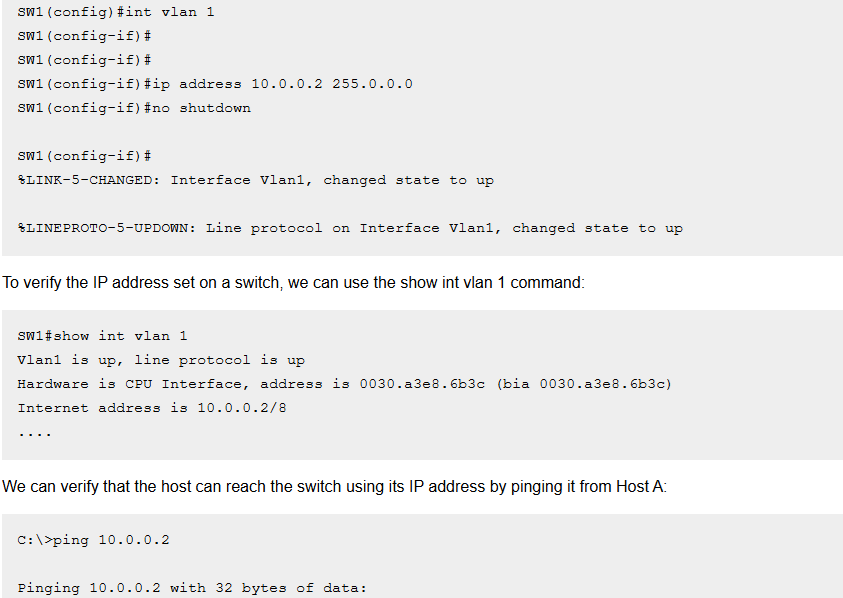 SW1(config)#int vlan 1
SW1(config-if)#
SW1(config-if)#
SW1(config-if)#ip address 10.0.0.2 255.0.0.0
SW1(config-if)#no shutdown
SW1(config-if)#
%LINK-5-CHANGED: Interface Vlan1, changed state to up
%LINEPROTO-5-UPDOWN: Line protocol on Interface Vlan1, changed state to up
To verify the IP address set on a switch, we can use the show int vlan 1 command:
SW1#show int vlan 1
Vlan1 is up, line protocol is up
Hardware is CPU Interface, address is 0030.a3e8.6b3c (bia 0030.a3e8.6b3c)
Internet address is 10.0.0.2/8
....
We can verify that the host can reach the switch using its IP address by pinging it from Host A:
C:\>ping 10.0.0.2
Pinging 10.0.0.2 with 32 bytes of data: